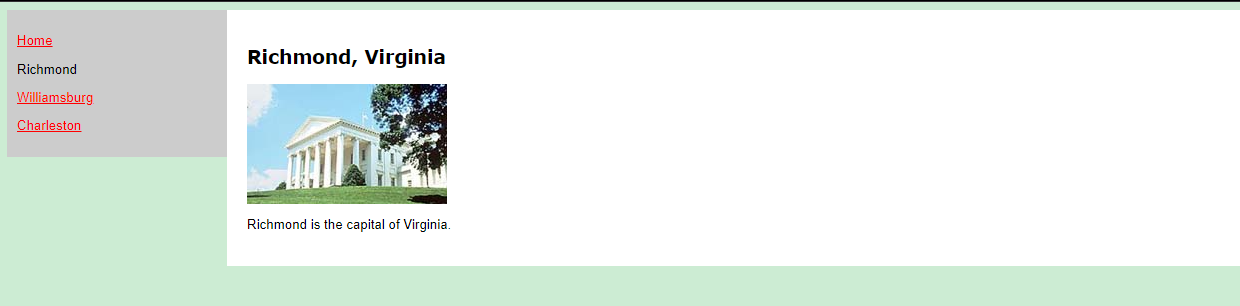 Home
Richmond
Williamsburg
Charleston
Richmond, Virginia
Richmond is the capital of Virginia.